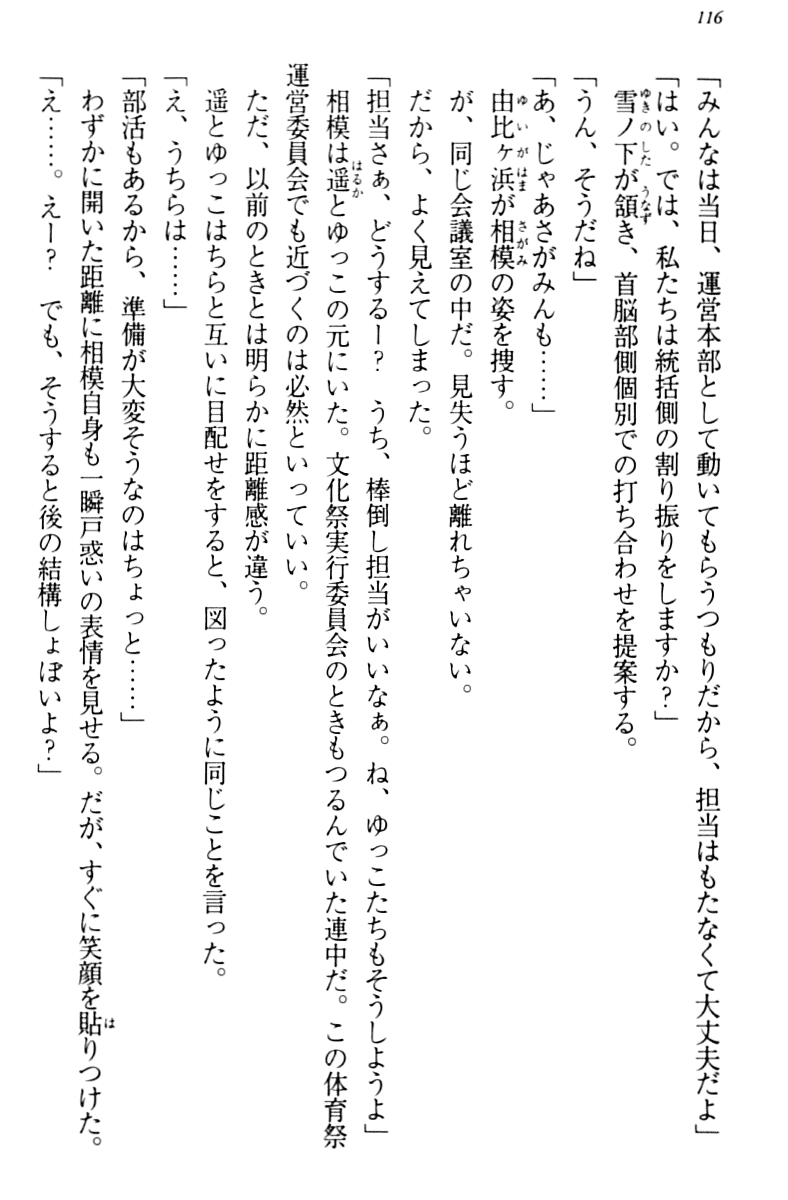 116
「みんなは当日、運営本部として動いてもらうつもりだから、担当はもたなくて大丈夫だよ」
「はい。では、私たちは統括側の割り振りをしますか？」
雪ノ下が頷き、首脳部側個別での打ち合わせを提案する。
「うん、そうだね」
「あ、じゃあさがみんも……」
由比ヶ浜が相模の姿を捜す。
が、同じ会議室の中だ。見失うほど離れちゃいない。
だから、よく見えてしまった。
「担当さぁ、どうするー？　うち、棒倒し担当がいいなぁ。ね、ゆっこたちもそうしようよ」
相模は遥とゆっこの元にいた。文化祭実行委員会のときもつるんでいた連中だ。この体育祭
運営委員会でも近づくのは必然といっていい。
ただ、以前のときとは明らかに距離感が違う。
遥とゆっこはちらと互いに目配せをすると、図ったように同じことを言った。
「え、うちらは……」
「部活もあるから、準備が大変そうなのはちょっと……」
わずかに開いた距離に相模自身も一瞬戸惑いの表情を見せる。だが、すぐに笑顔を貼りつけた。
「え……。えー？　でも、そうすると後の結構しょぼいよ？」